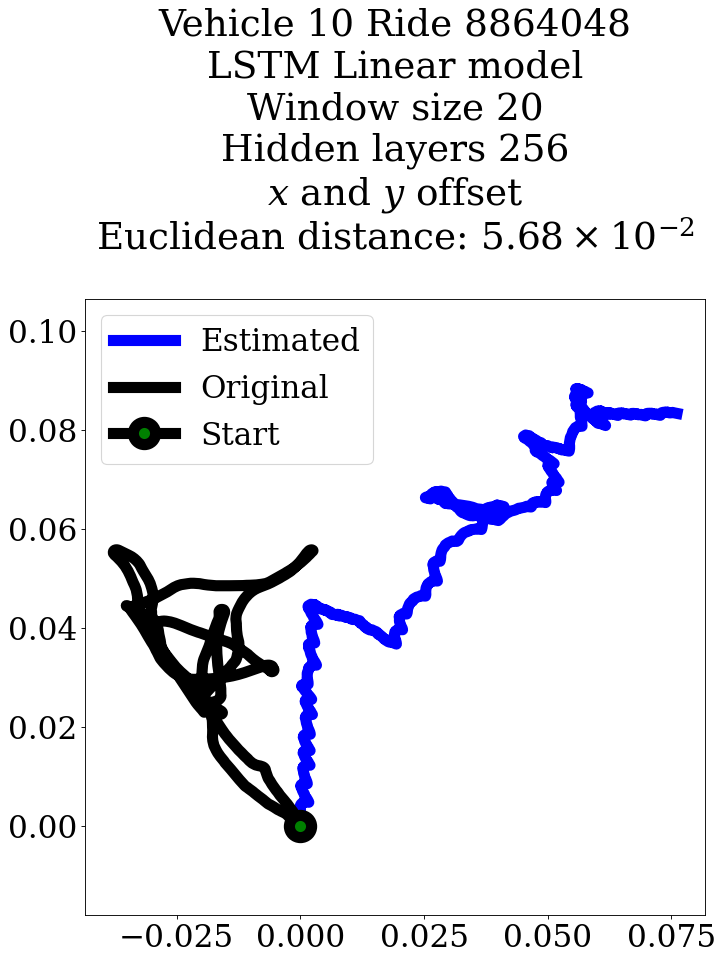 Vehicle 10 Ride 8864048
LSTM Linear model
Window size 20
Hidden layers 256
x and y offset
Euclidean distance: 5.68 × 10⁻²
Estimated
Original
Start
0.10
0.08
0.06
0.04
0.02
0.00
−0.025 0.000 0.025 0.050 0.075